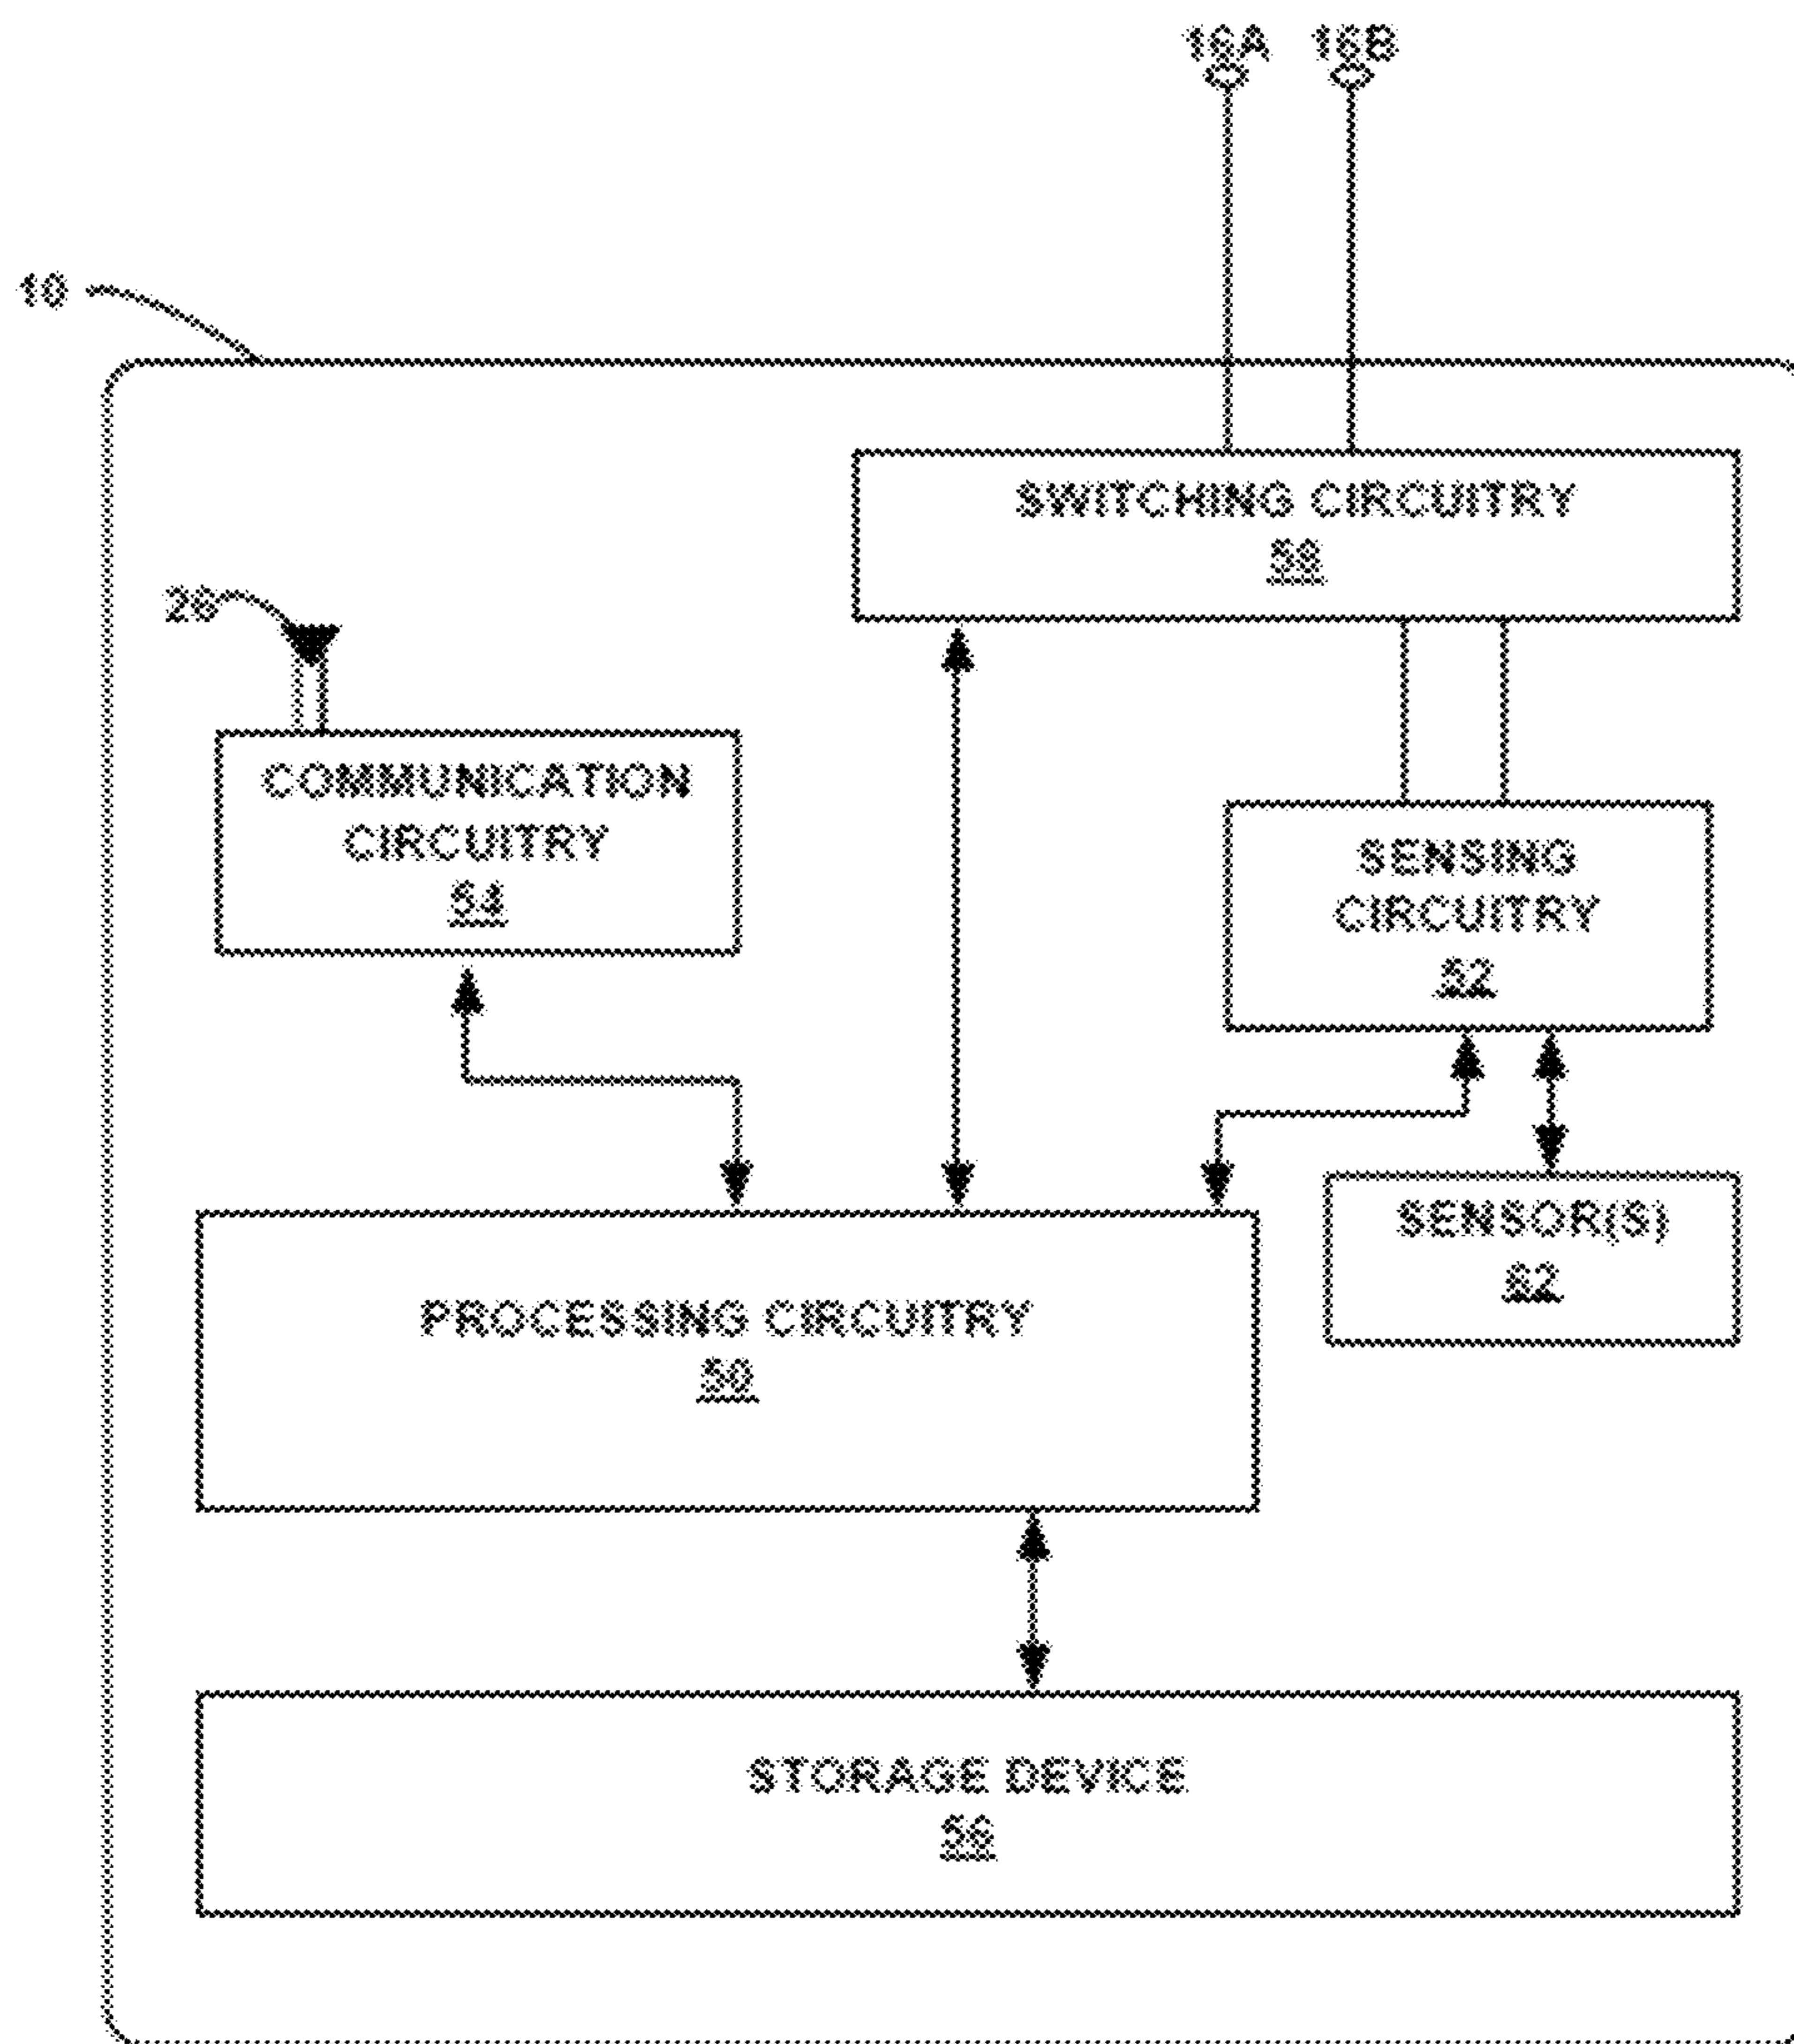 16A 16B
10
SWITCHING CIRCUITRY
58
26
COMMUNICATION
CIRCUITRY
54
SENSING
CIRCUITRY
52
SENSOR(S)
62
PROCESSING CIRCUITRY
50
STORAGE DEVICE
56